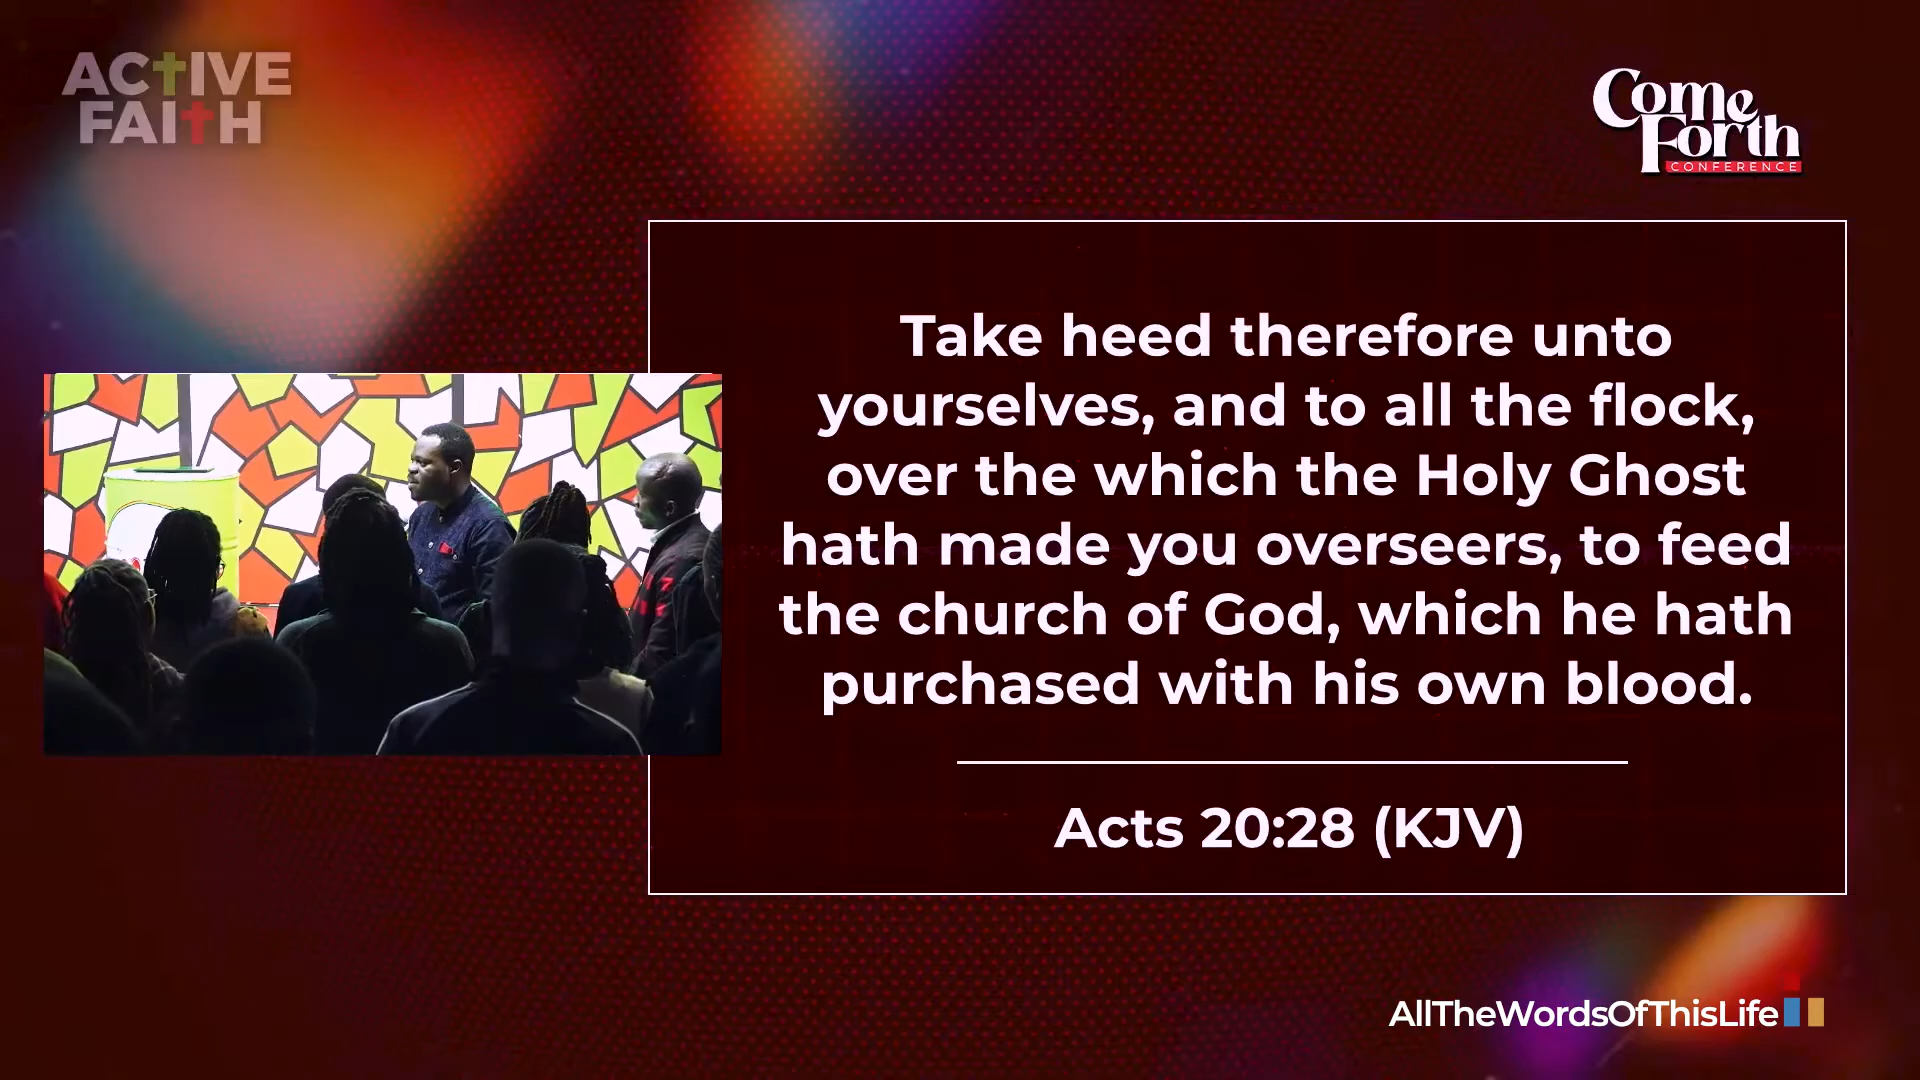 ACTIVE
FAITH
Come
Forth
CONFERENCE
Take heed therefore unto
yourselves, and to all the flock,
over the which the Holy Ghost
hath made you overseers, to feed
the church of God, which he hath
purchased with his own blood.
Acts 20:28 (KJV)
AllTheWordsOfThisLife